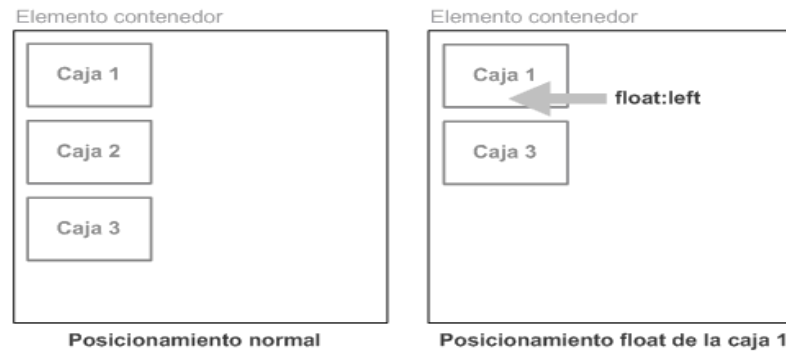 Elemento contenedor
Caja 1
Caja 2
Caja 3
Posicionamiento normal
Elemento contenedor
Caja 1
float:left
Caja 3
Posicionamiento float de la caja 1